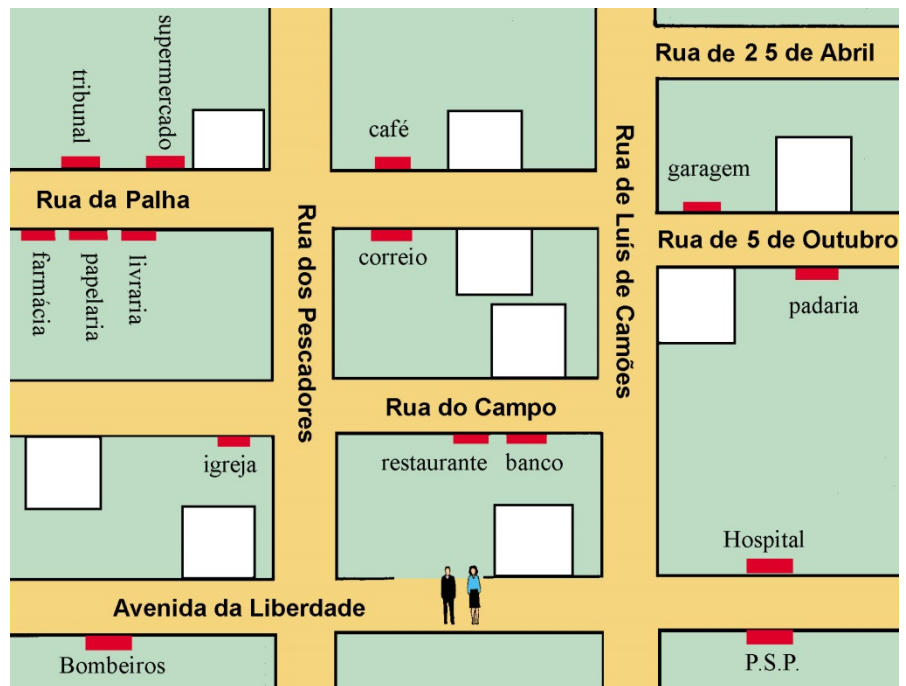 Rua de 2 5 de Abril
tribunal
supermercado
café
garagem
Rua da Palha
Rua dos Pescadores
Rua de Luís de Camões
Rua de 5 de Outubro
farmácia
papelaria
livraria
correio
padaria
Rua do Campo
igreja
restaurante
banco
Hospital
Avenida da Liberdade
Bombeiros
P.S.P.